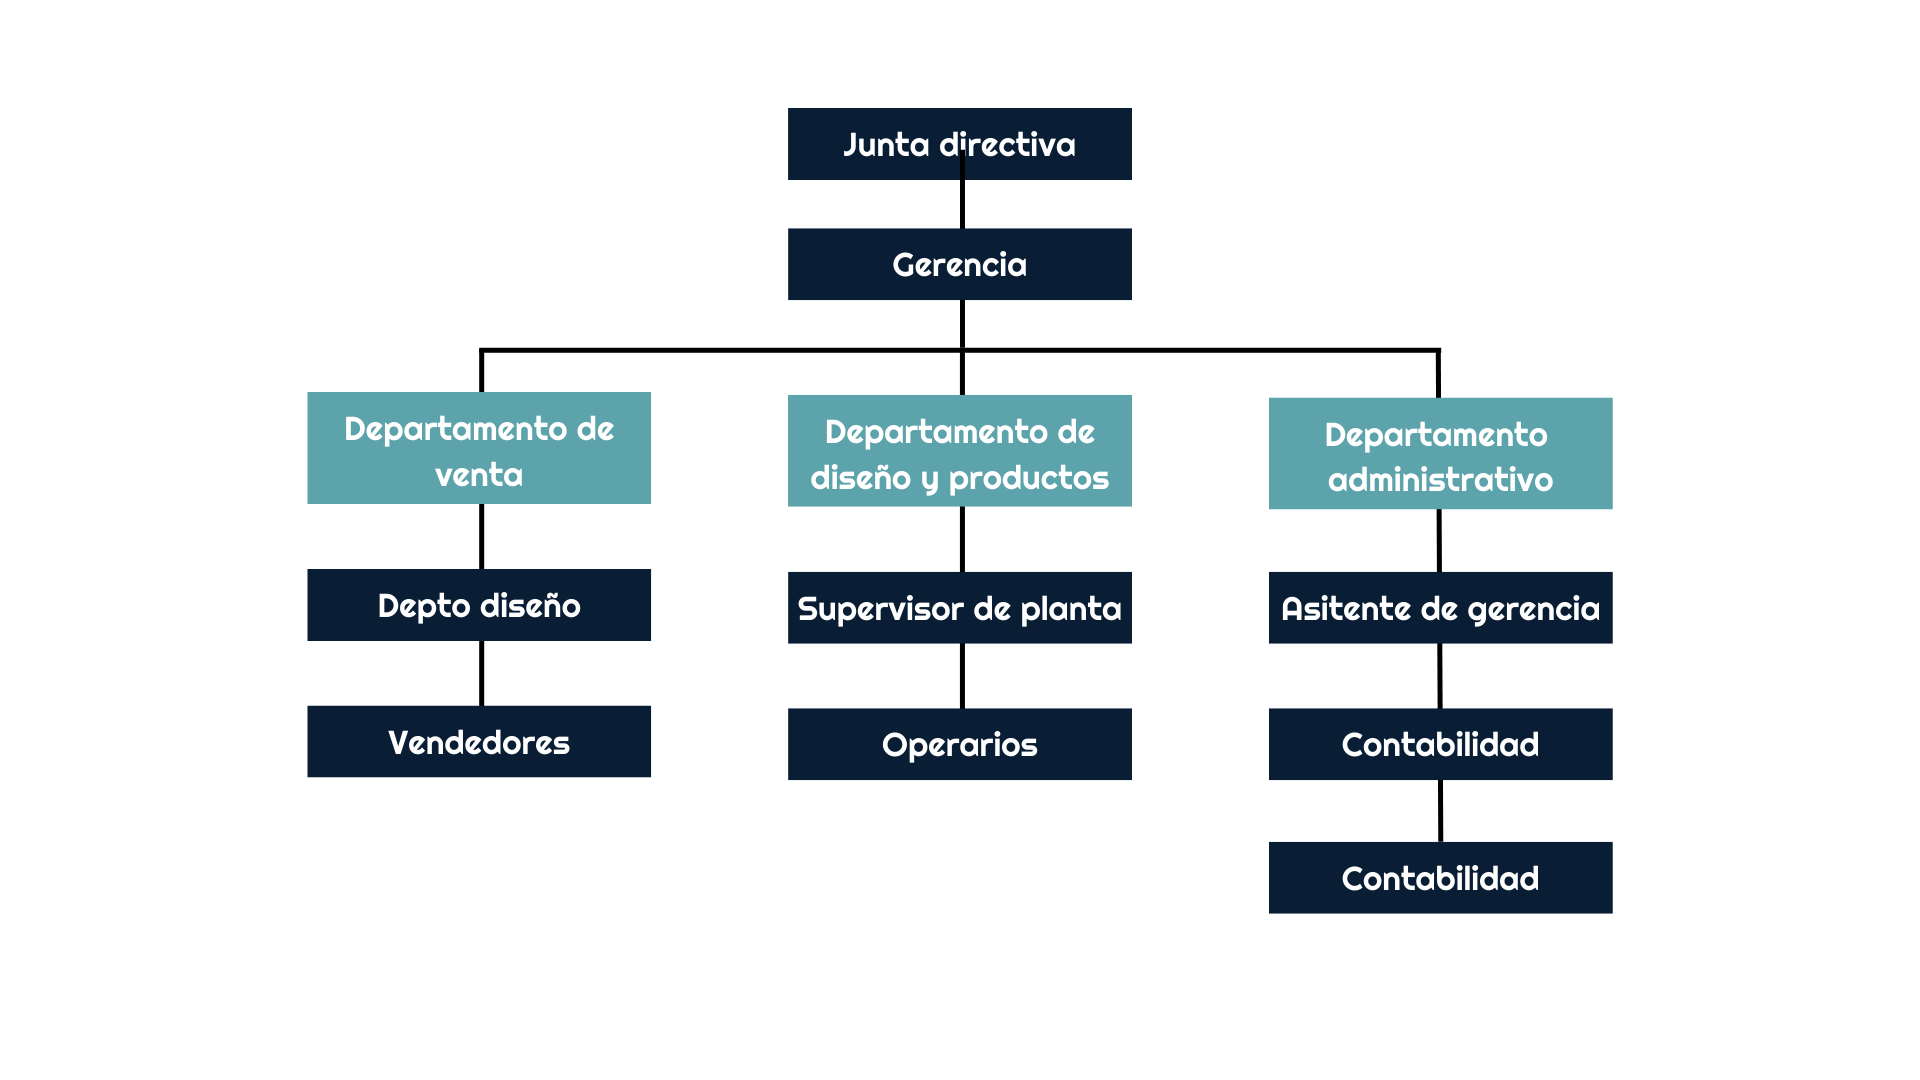 Junta directiva
Gerencia
Departamento de
venta
Departamento de
diseño y productos
Departamento
administrativo
Depto diseño
Supervisor de planta
Asitente de gerencia
Vendedores
Operarios
Contabilidad
Contabilidad